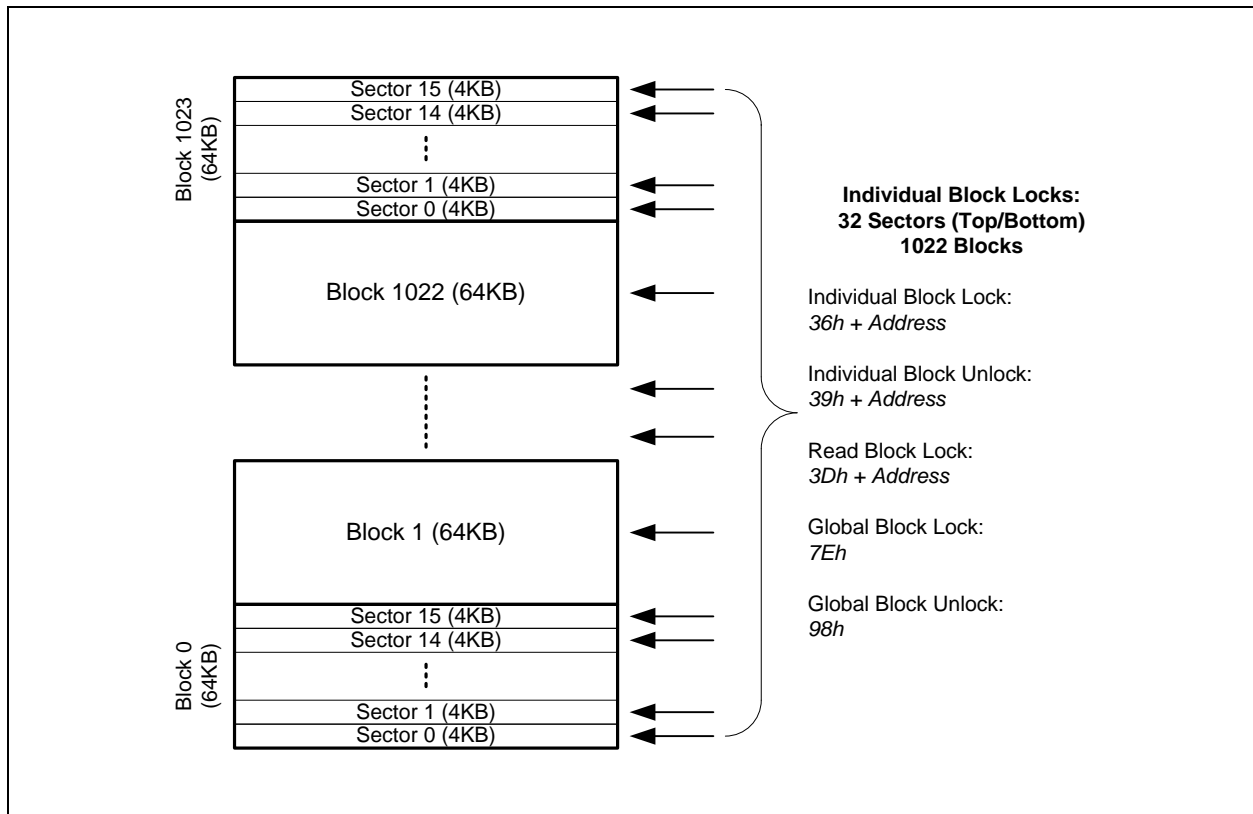 Block 1023
(64KB)
Sector 15 (4KB)
Sector 14 (4KB)
Sector 1 (4KB)
Sector 0 (4KB)
Block 1022 (64KB)
Block 1 (64KB)
Block 0
(64KB)
Sector 15 (4KB)
Sector 14 (4KB)
Sector 1 (4KB)
Sector 0 (4KB)
Individual Block Locks:
32 Sectors (Top/Bottom)
1022 Blocks
Individual Block Lock:
36h + Address
Individual Block Unlock:
39h + Address
Read Block Lock:
3Dh + Address
Global Block Lock:
7Eh
Global Block Unlock:
98h